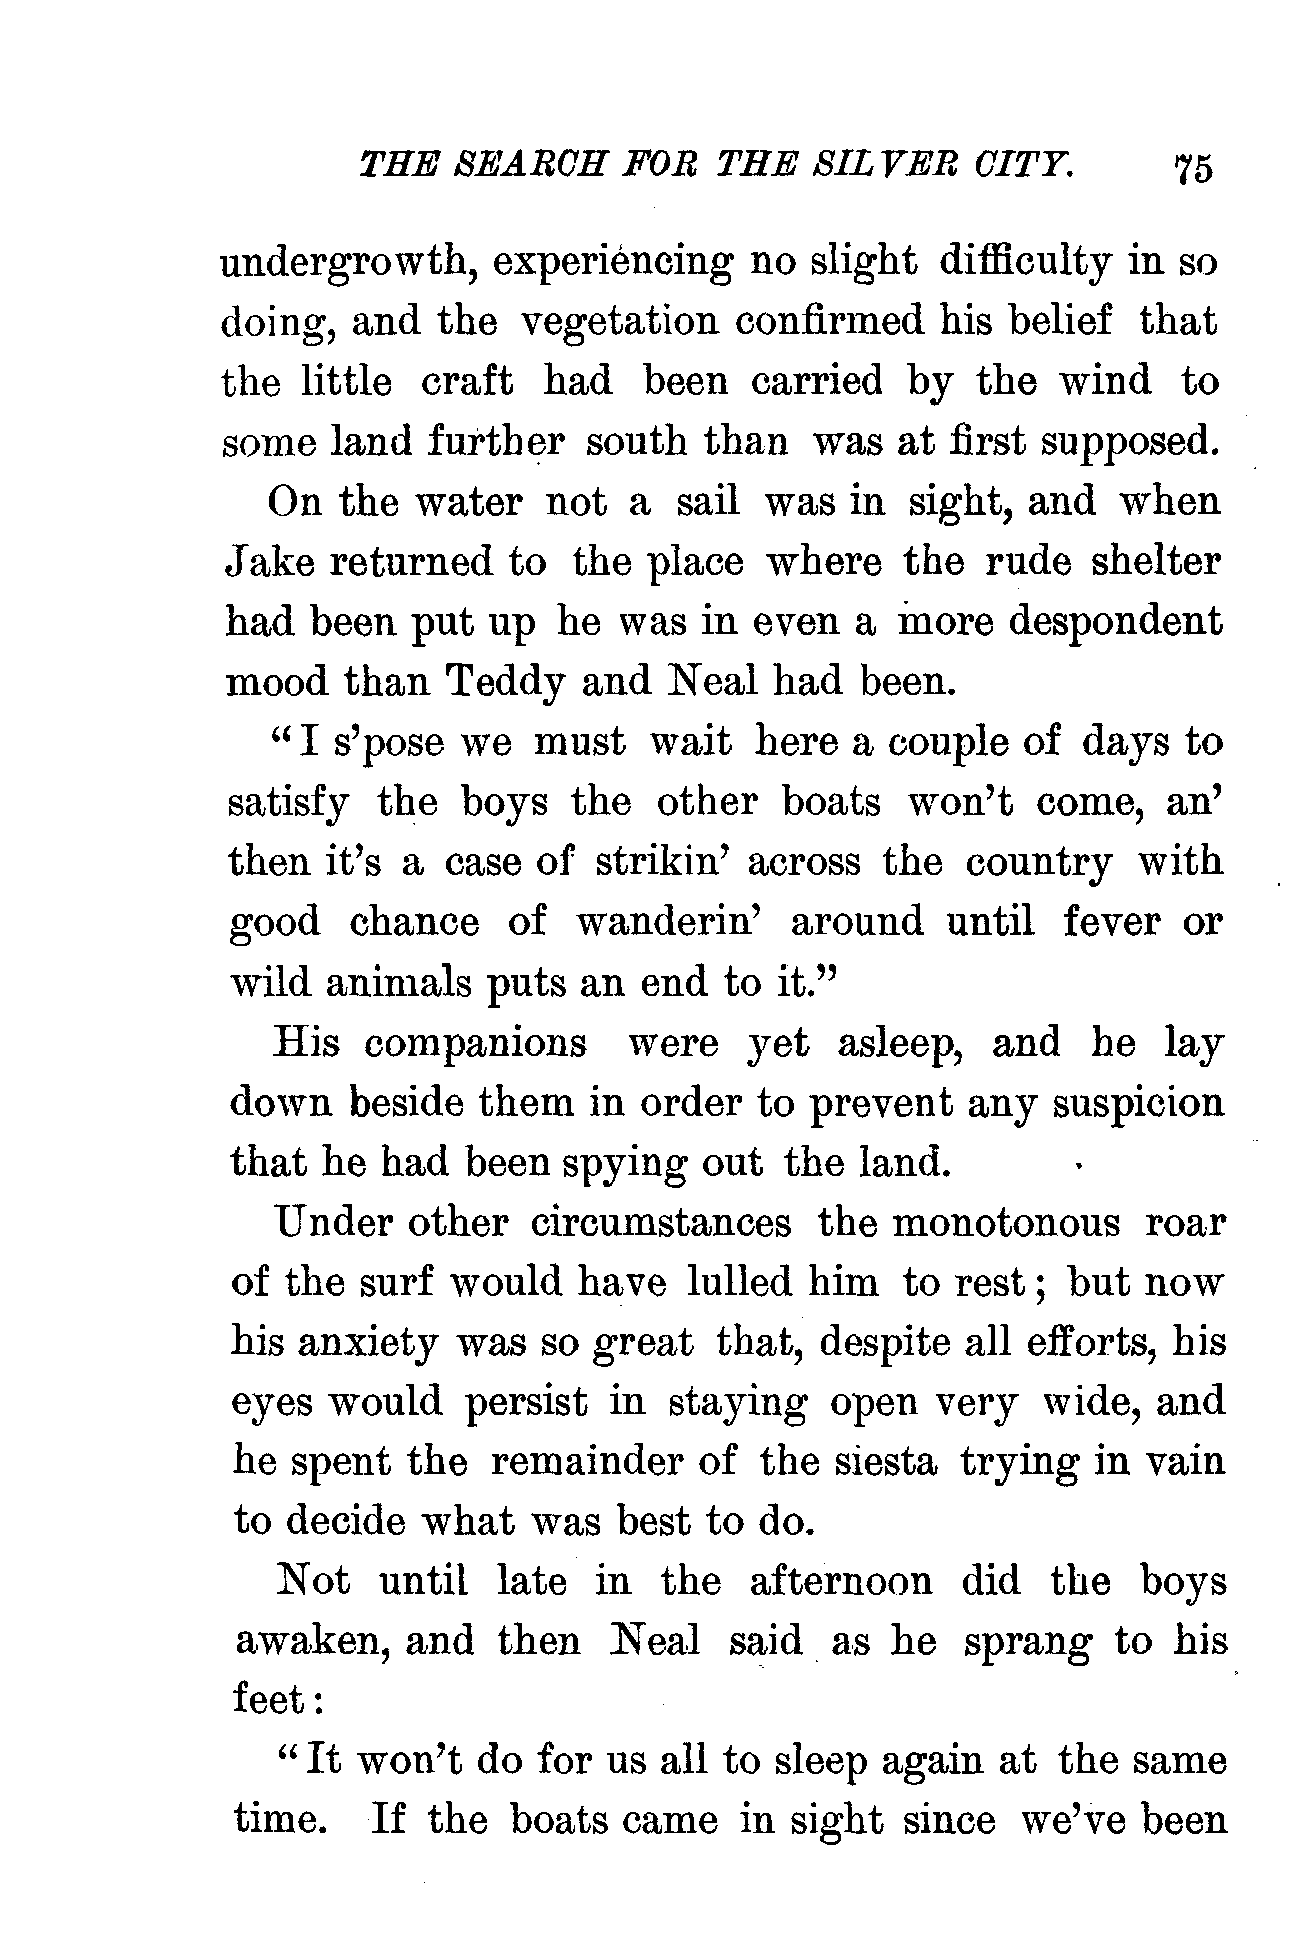 THE SEARCH FOR THE SILVER CITY. 75
undergrowth, experiencing no slight difficulty in so
doing, and the vegetation confirmed his belief that
the little craft had been carried by the wind to
some land further south than was at first supposed.
On the water not a sail was in sight, and when
Jake returned to the place where the rude shelter
had been put up he was in even a more despondent
mood than Teddy and Neal had been.
“I s’pose we must wait here a couple of days to
satisfy the boys the other boats won’t come, an’
then it’s a case of strikin’ across the country with
good chance of wanderin’ around until fever or
wild animals puts an end to it.”
His companions were yet asleep, and he lay
down beside them in order to prevent any suspicion
that he had been spying out the land.
Under other circumstances the monotonous roar
of the surf would have lulled him to rest; but now
his anxiety was so great that, despite all efforts, his
eyes would persist in staying open very wide, and
he spent the remainder of the siesta trying in vain
to decide what was best to do.
Not until late in the afternoon did the boys
awaken, and then Neal said as he sprang to his
feet:
“It won’t do for us all to sleep again at the same
time. If the boats came in sight since we’ve been